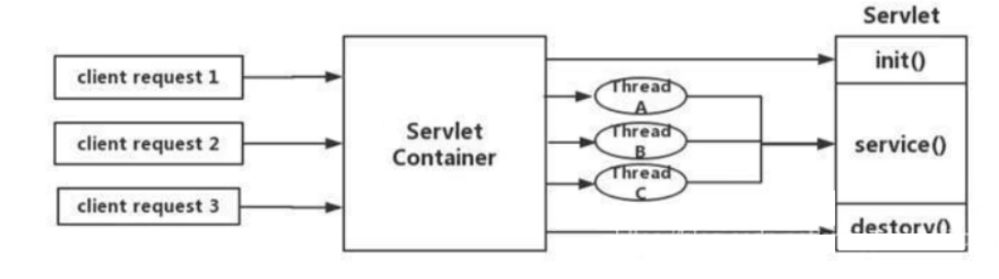 Servlet
client request 1
client request 2
client request 3
Servlet
Container
Thread
A
Thread
B
Thread
C
init()
service()
destory()